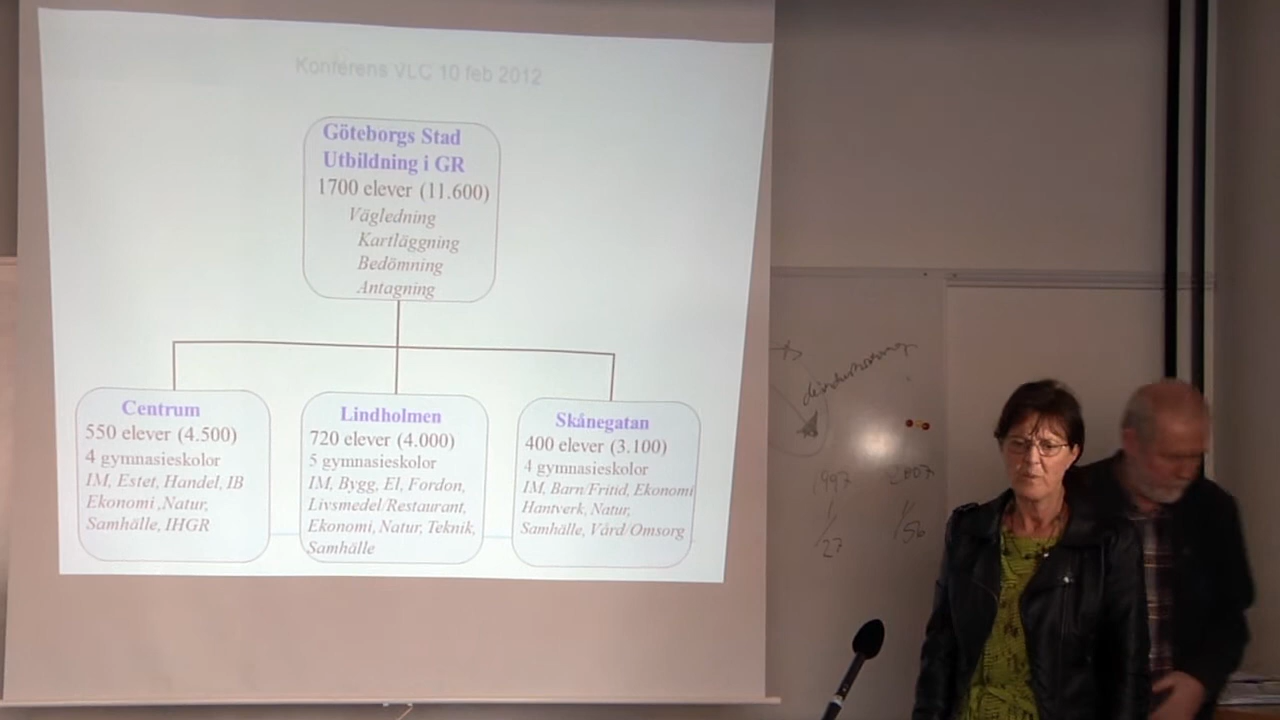 Konferens VLC 10 feb 2012
Göteborgs Stad
Utbildning i GR
1700 elever (11.600)
Vägledning
Kartläggning
Bedömning
Antagning
Centrum
550 elever (4.500)
4 gymnasieskolor
IM, Estet, Handel, IB
Ekonomi ,Natur,
Samhälle, IHGR
Lindholmen
720 elever (4.000)
5 gymnasieskolor
IM, Bygg, El, Fordon,
Livsmedel/Restaurant,
Ekonomi, Natur, Teknik,
Samhälle
Skånegatan
400 elever (3.100)
4 gymnasieskolor
IM, Barn/Fritid, Ekonomi
Hantverk, Natur,
Samhälle, Vård/Omsorg
1997 2007
1/27 1/56